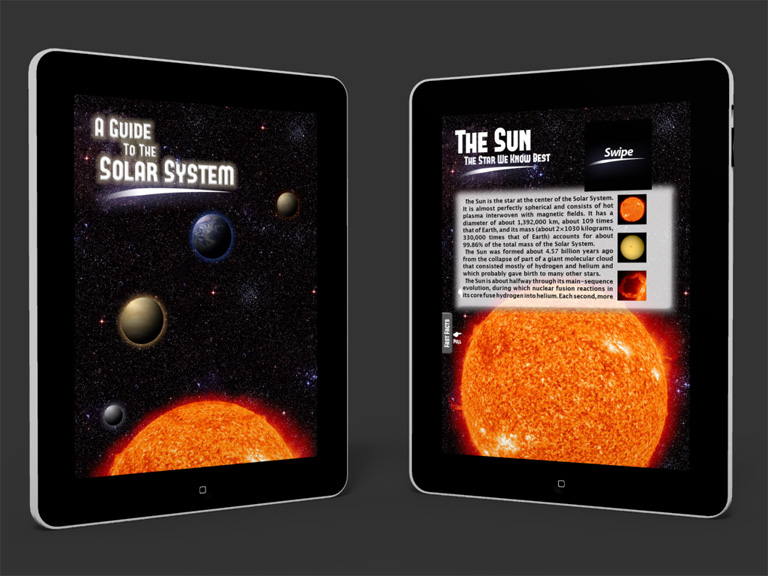 A Guide
To The
Solar System
The Sun
The Star We Know Best
Swipe
The Sun is the star at the center of the Solar System.
It is almost perfectly spherical and consists of hot
plasma interwoven with magnetic fields. It has a
diameter of about 1,392,000 km, about 109 times
that of Earth, and its mass (about 2×1030 kilograms,
330,000 times that of Earth) accounts for about
99.86% of the total mass of the Solar System.
The Sun was formed about 4.57 billion years ago
from the collapse of part of a giant molecular cloud
that consisted mostly of hydrogen and helium and
which probably gave birth to many other stars.
The Sun is about halfway through its main-sequence
evolution, during which nuclear fusion reactions in
its core fuse hydrogen into helium. Each second, more
Fast Facts
Pull